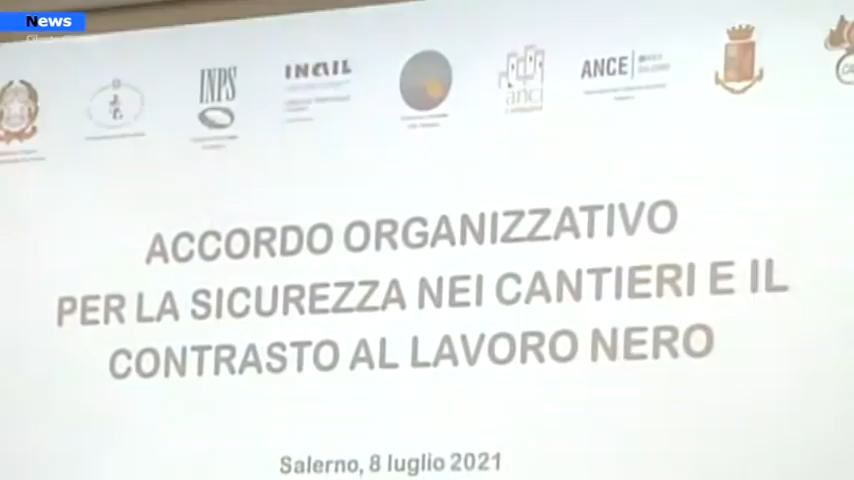 News
INPS
INAIL
anci
ANCE
ACCORDO ORGANIZZATIVO
PER LA SICUREZZA NEI CANTIERI E IL
CONTRASTO AL LAVORO NERO
Salerno, 8 luglio 2021